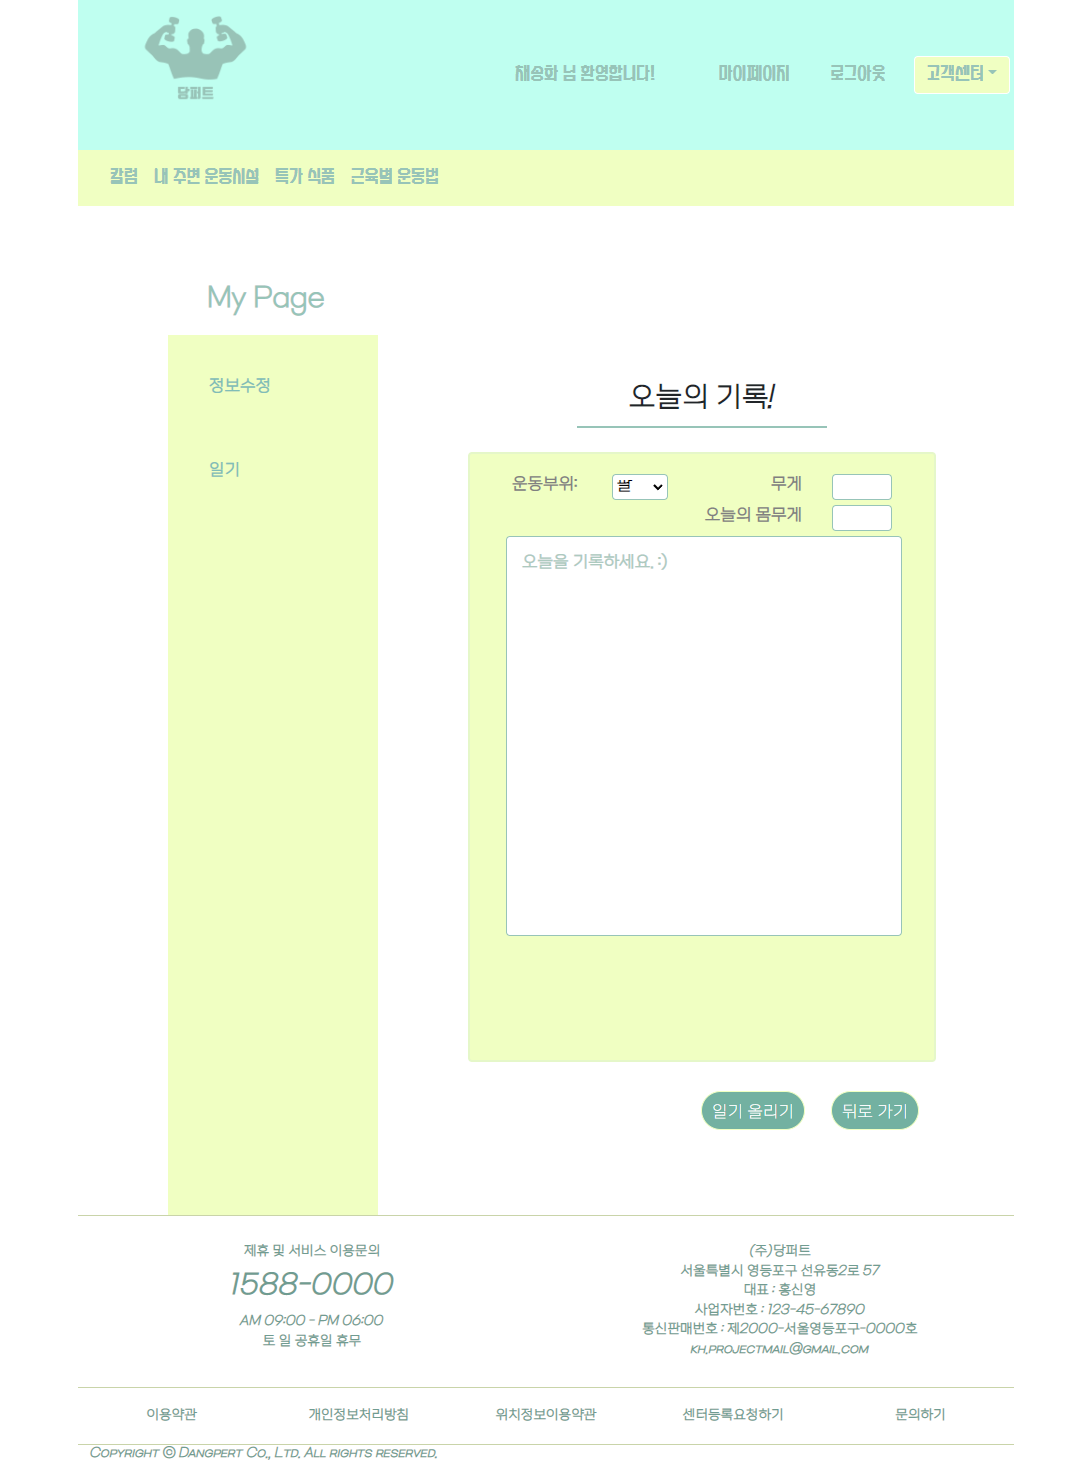 당퍼트
채송화 님 환영합니다!
마이페이지
로그아웃
고객센터
칼럼 내 주변 운동시설 특가 식품 근육별 운동법
My Page
정보수정
일기
오늘의 기록!
운동부위:
무게
오늘의 몸무게
오늘을 기록하세요. :)
일기 올리기
뒤로 가기
제휴 및 서비스 이용문의
1588-0000
AM 09:00 - PM 06:00
토 일 공휴일 휴무
(주)당퍼트
서울특별시 영등포구 선유동2로 57
대표 : 홍신영
사업자번호 : 123-45-67890
통신판매번호 : 제2000-서울영등포구-0000호
KH.PROJECTMAIL@GMAIL.COM
이용약관
개인정보처리방침
위치정보이용약관
센터등록요청하기
문의하기
Copyright ⓒ Dangpert Co., Ltd. All rights reserved.